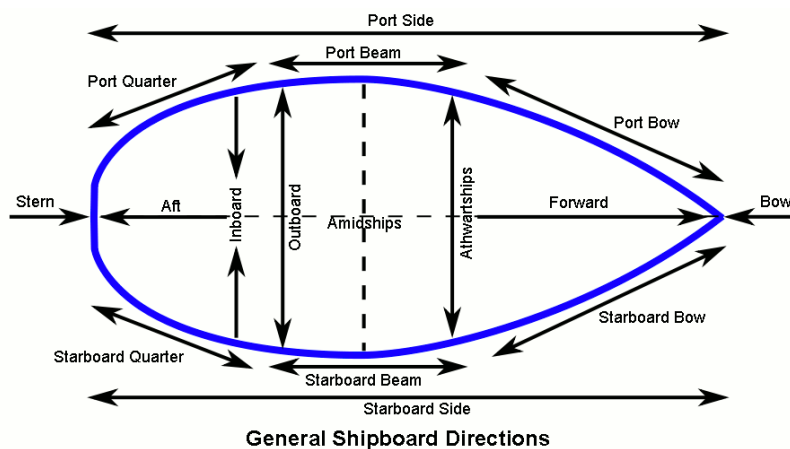 Port Side
Port Beam
Port Quarter
Port Bow
Stern
Aft
Inboard
Outboard
Amidships
Athwartships
Forward
Bow
Starboard Quarter
Starboard Bow
Starboard Beam
Starboard Side
General Shipboard Directions